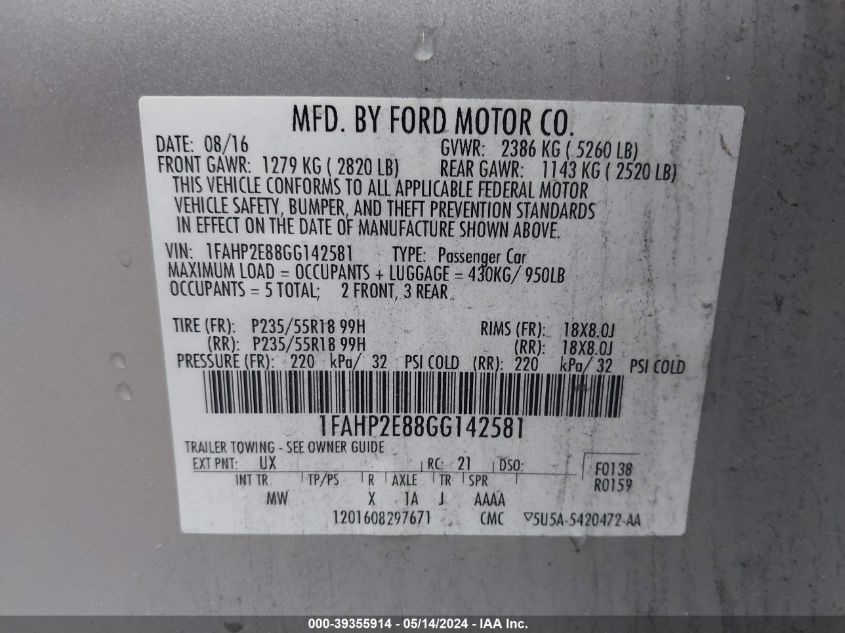 MFD. BY FORD MOTOR CO.
DATE: 08/16 GVWR: 2386 KG ( 5260 LB)
FRONT GAWR: 1279 KG ( 2820 LB) REAR GAWR: 1143 KG ( 2520 LB)
THIS VEHICLE CONFORMS TO ALL APPLICABLE FEDERAL MOTOR
VEHICLE SAFETY, BUMPER, AND THEFT PREVENTION STANDARDS
IN EFFECT ON THE DATE OF MANUFACTURE SHOWN ABOVE.
VIN: 1FAHP2E88GG142581 TYPE: Passenger Car
MAXIMUM LOAD = OCCUPANTS + LUGGAGE = 430KG/ 950LB
OCCUPANTS = 5 TOTAL; 2 FRONT, 3 REAR
TIRE (FR): P235/55R18 99H RIMS (FR): 18X8.0J
(RR): P235/55R18 99H (RR): 18X8.0J
PRESSURE (FR): 220 kPa/ 32 PSI COLD (RR): 220 kPa/ 32 PSI COLD
1FAHP2E88GG142581
TRAILER TOWING - SEE OWNER GUIDE
EXT PNT: UX RC: 21 DSO: F0138
INT TR TP/PS R AXLE TR SPR R0159
MW X 1A J AAAA
1201608297671 CMC ▽5U5A-5420472-AA
000-39355914 - 05/14/2024 - IAA Inc.